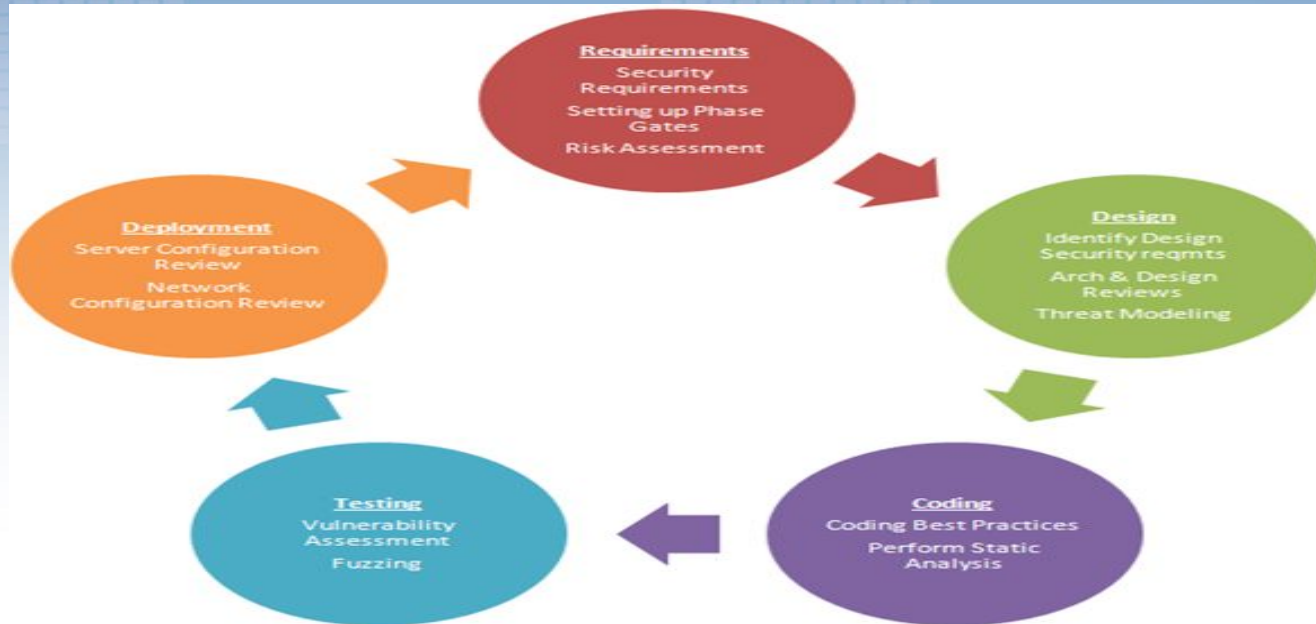 Requirements
Security
Requirements
Setting up Phase
Gates
Risk Assessment
Design
Identify Design
Security reqmts
Arch & Design
Reviews
Threat Modeling
Coding
Coding Best Practices
Perform Static
Analysis
Testing
Vulnerability
Assessment
Fuzzing
Deployment
Server Configuration
Review
Network
Configuration Review